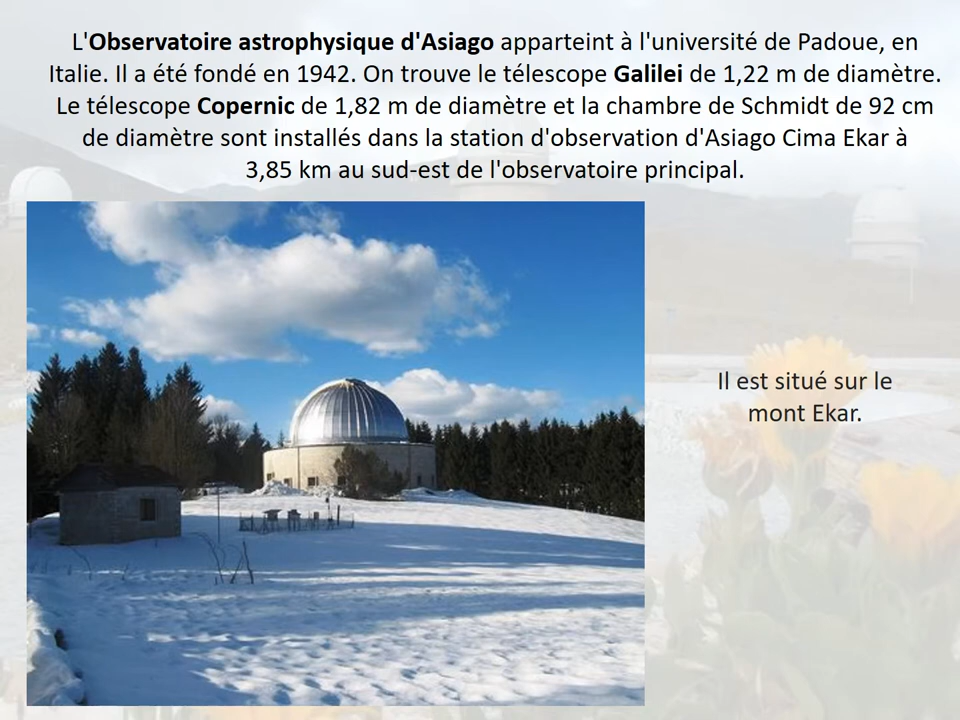 L'Observatoire astrophysique d'Asiago appartient à l'université de Padoue, en
Italie. Il a été fondé en 1942. On trouve le télescope Galilei de 1,22 m de diamètre.
Le télescope Copernic de 1,82 m de diamètre et la chambre de Schmidt de 92 cm
de diamètre sont installés dans la station d'observation d'Asiago Cima Ekar à
3,85 km au sud-est de l'observatoire principal.
Il est situé sur le
mont Ekar.